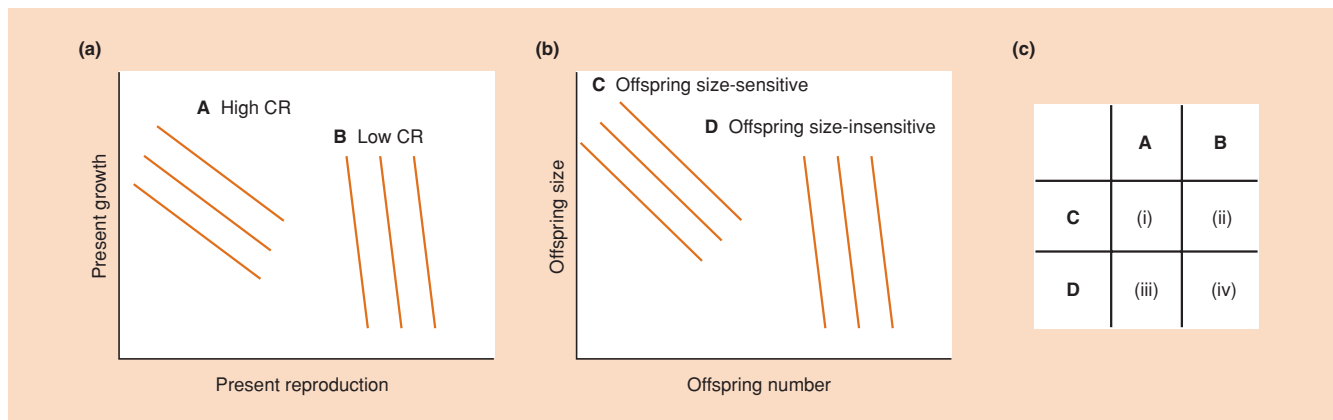 (a)
A High CR
B Low CR
Present growth
Present reproduction
(b)
C Offspring size-sensitive
D Offspring size-insensitive
Offspring size
Offspring number
(c)
A B
C (i) (ii)
D (iii) (iv)